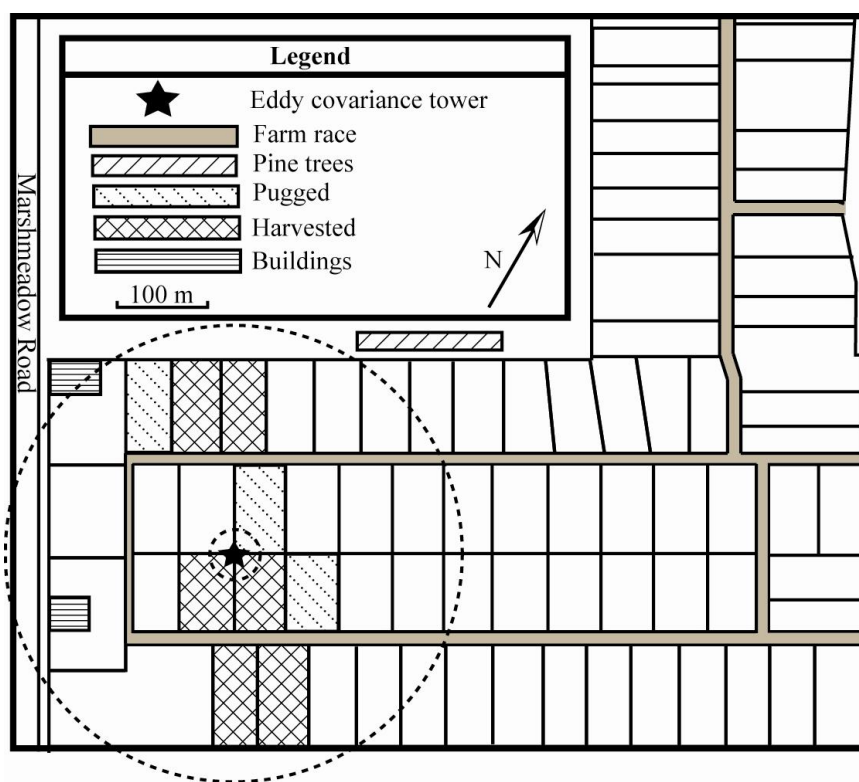 Legend
Eddy covariance tower
Farm race
Pine trees
Pugged
Harvested
Buildings
100 m
N
Marshmeadow Road